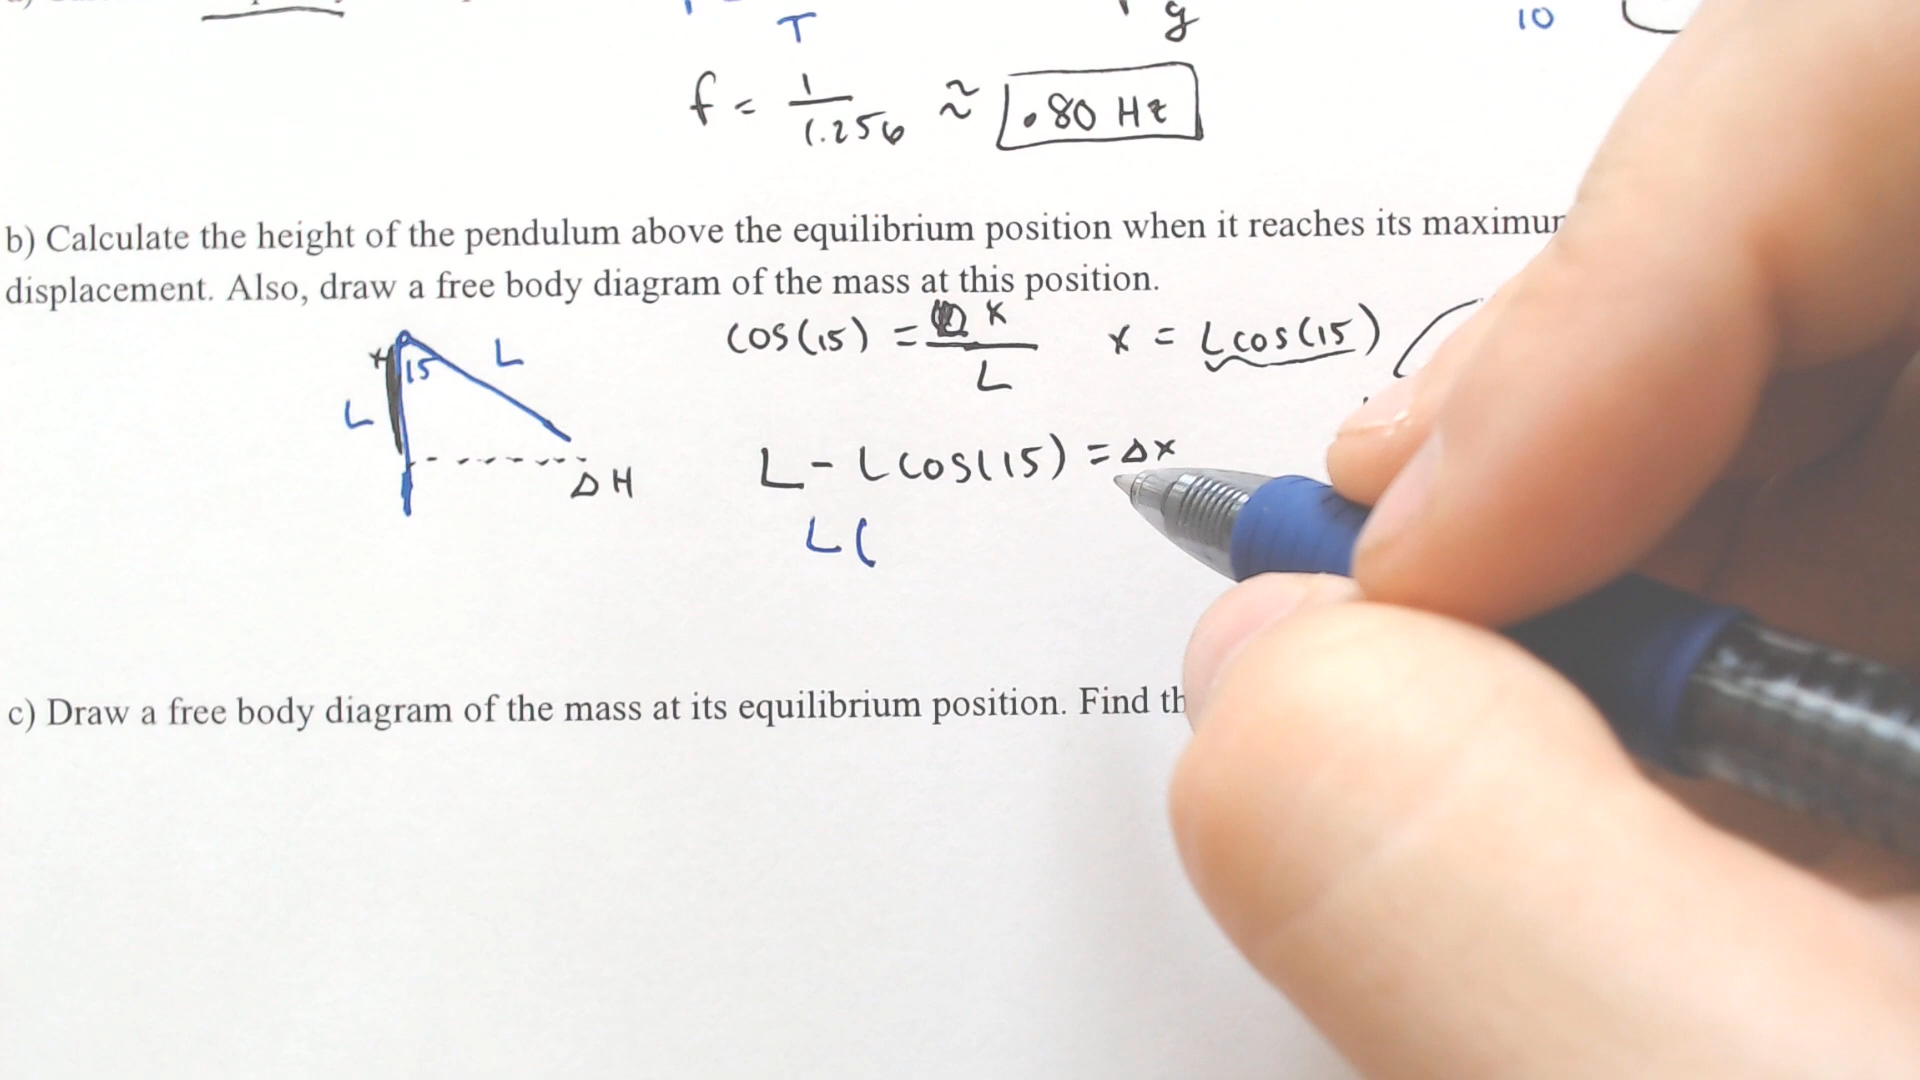 T g 10
f = 1/1.256 ≈ .80 Hz
b) Calculate the height of the pendulum above the equilibrium position when it reaches its maximum
displacement. Also, draw a free body diagram of the mass at this position.
cos(15) = x/L x = Lcos(15)
x 15 L
L
L - Lcos(15) = Δx
ΔH
L(
c) Draw a free body diagram of the mass at its equilibrium position. Find th